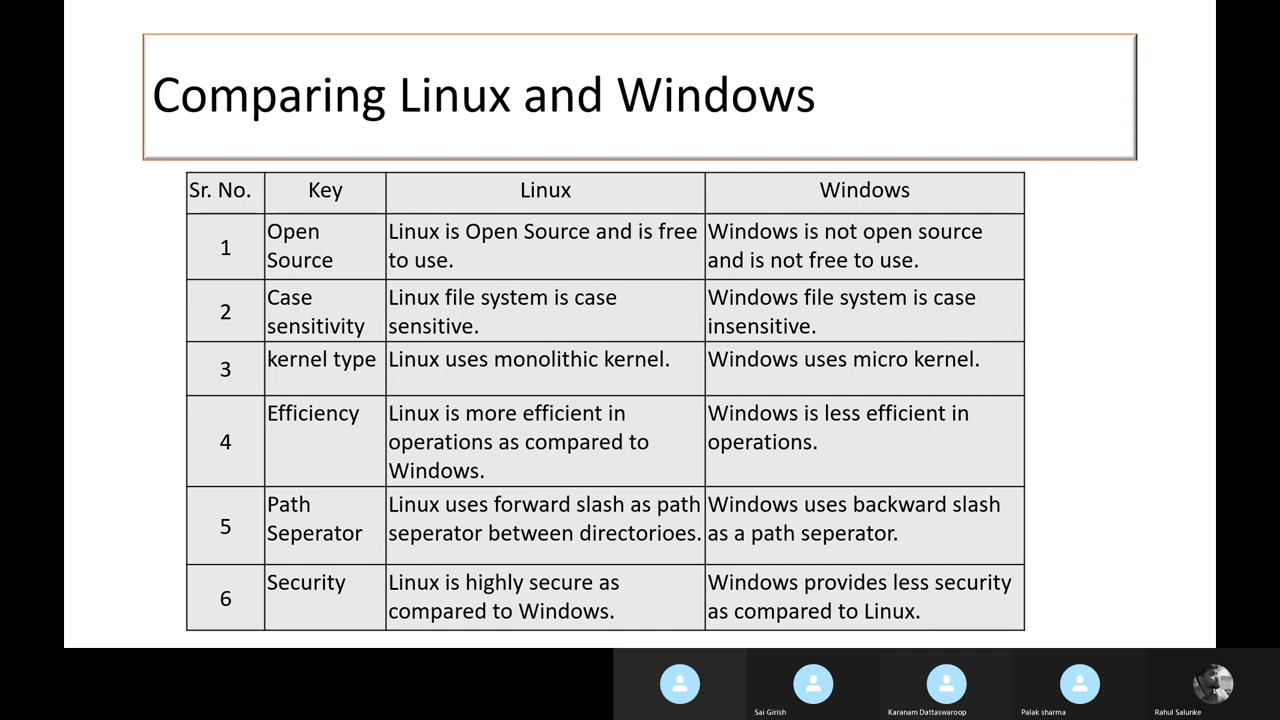 Comparing Linux and Windows
Sr. No. Key Linux Windows
1 Open Source Linux is Open Source and is free to use. Windows is not open source and is not free to use.
2 Case sensitivity Linux file system is case sensitive. Windows file system is case insensitive.
3 kernel type Linux uses monolithic kernel. Windows uses micro kernel.
4 Efficiency Linux is more efficient in operations as compared to Windows. Windows is less efficient in operations.
5 Path Seperator Linux uses forward slash as path seperator between directorioes. Windows uses backward slash as a path seperator.
6 Security Linux is highly secure as compared to Windows. Windows provides less security as compared to Linux.
Sai Girish
Karanam Dattaswaroop
Palak sharma
Rahul Salunke